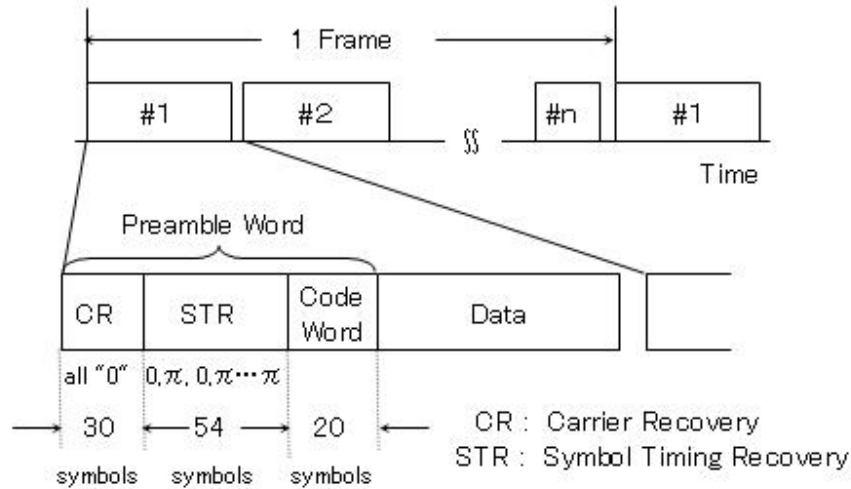 1 Frame
#1
#2
#n
#1
Time
Preamble Word
CR
STR
Code
Word
Data
all "0"
0,π, 0,π⋯π
30
54
20
symbols
symbols
symbols
CR : Carrier Recovery
STR : Symbol Timing Recovery